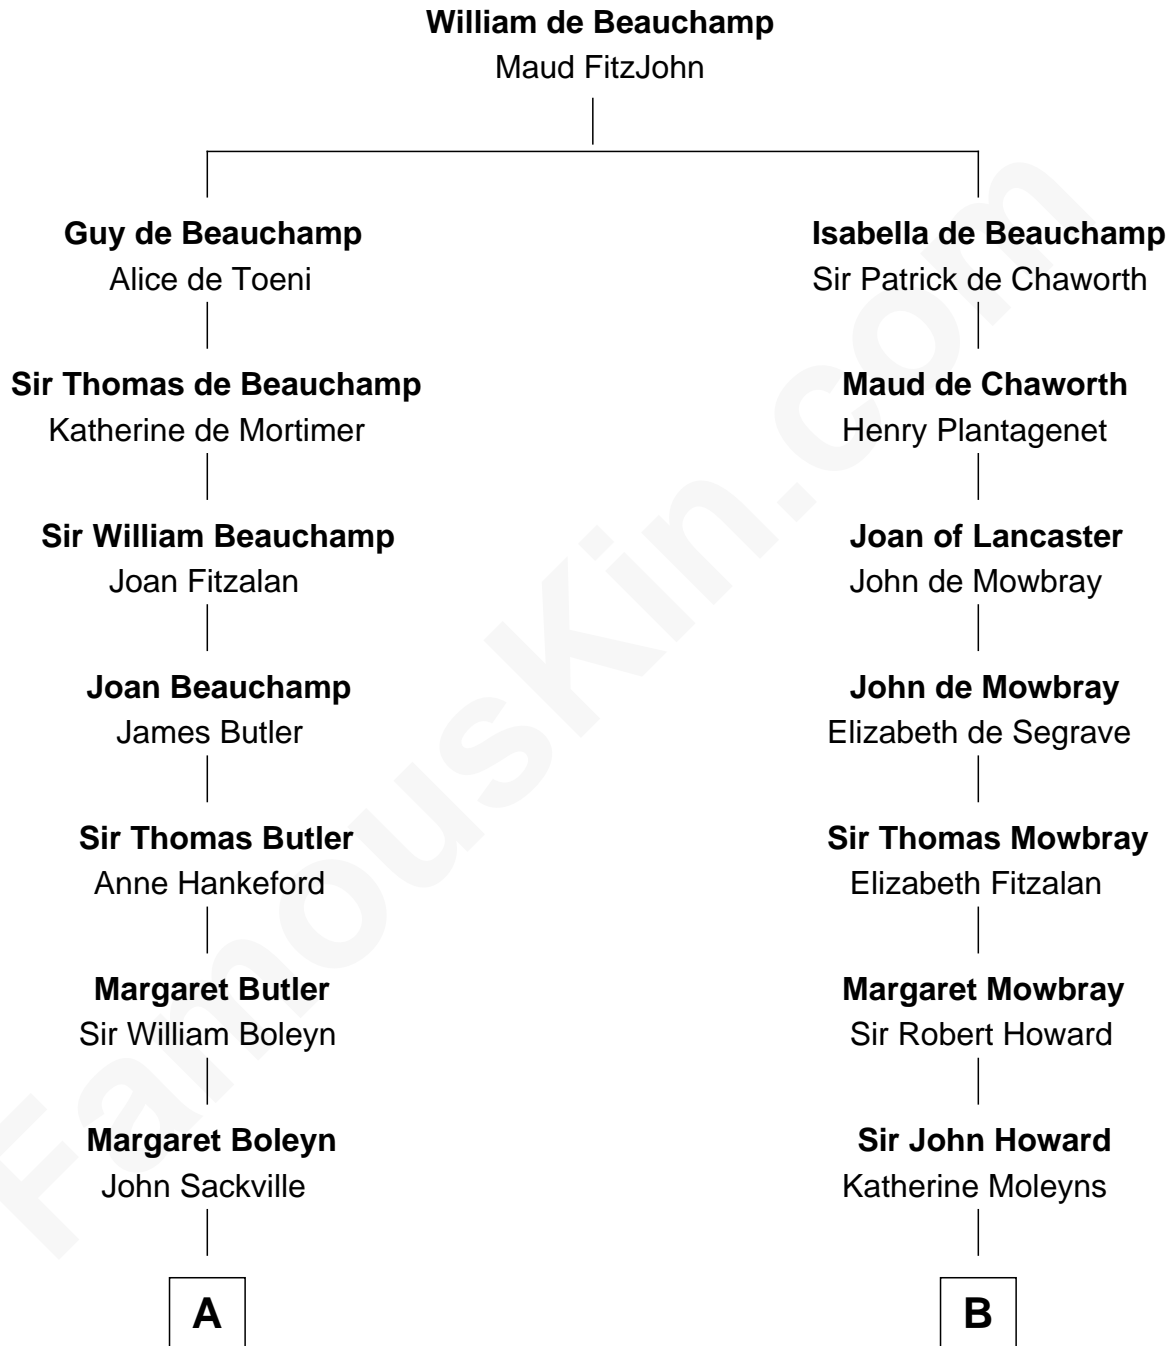 William de Beauchamp
Maud FitzJohn
Guy de Beauchamp
Alice de Toeni
Isabella de Beauchamp
Sir Patrick de Chaworth
Sir Thomas de Beauchamp
Katherine de Mortimer
Maud de Chaworth
Henry Plantagenet
Sir William Beauchamp
Joan Fitzalan
Joan of Lancaster
John de Mowbray
Joan Beauchamp
James Butler
John de Mowbray
Elizabeth de Segrave
Sir Thomas Butler
Anne Hankeford
Sir Thomas Mowbray
Elizabeth Fitzalan
Margaret Butler
Sir William Boleyn
Margaret Mowbray
Sir Robert Howard
Margaret Boleyn
John Sackville
Sir John Howard
Katherine Moleyns
A
B
FamousKin.com